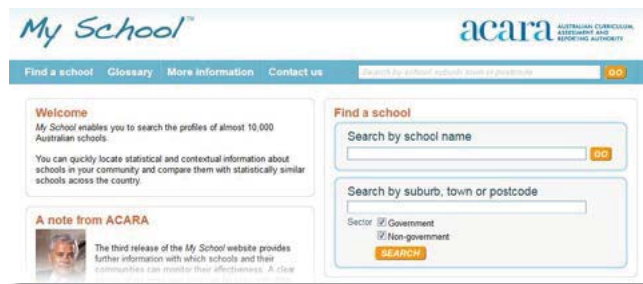 My School™
acara AUSTRALIAN CURRICULUM,
ASSESSMENT AND
REPORTING AUTHORITY
Find a school Glossary More information Contact us Search by school, suburb, town or postcode GO
Welcome
My School enables you to search the profiles of almost 10,000
Australian schools.
You can quickly locate statistical and contextual information about
schools in your community and compare them with statistically similar
schools across the country.
A note from ACARA
The third release of the My School website provides
further information with which schools and their
communities can monitor their effectiveness. A clear
Find a school
Search by school name
GO
Search by suburb, town or postcode
Sector Government
Non-government
SEARCH